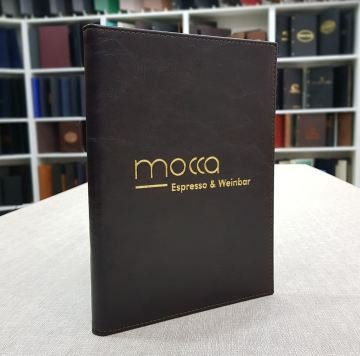 mocca
Espresso & Weinbar